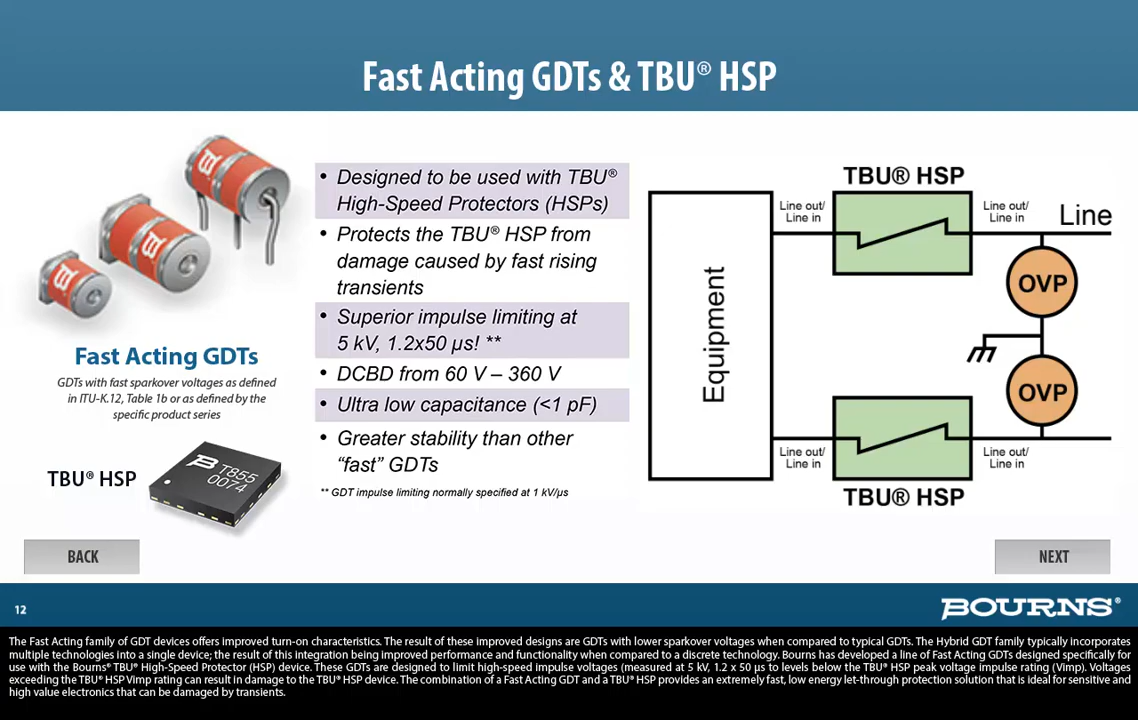 Fast Acting GDTs & TBU® HSP
Fast Acting GDTs
GDTs with fast sparkover voltages as defined
in ITU-K.12, Table 1b or as defined by the
specific product series
TBU® HSP
T855
0074
• Designed to be used with TBU®
High-Speed Protectors (HSPs)
• Protects the TBU® HSP from
damage caused by fast rising
transients
• Superior impulse limiting at
5 kV, 1.2x50 µs! **
• DCBD from 60 V – 360 V
• Ultra low capacitance (<1 pF)
• Greater stability than other
“fast” GDTs
** GDT impulse limiting normally specified at 1 kV/µs
TBU® HSP
Line out/
Line in
Line out/
Line in
Line
OVP
Equipment
OVP
Line out/
Line in
Line out/
Line in
TBU® HSP
BACK
NEXT
12
BOURNS®
The Fast Acting family of GDT devices offers improved turn-on characteristics. The result of these improved designs are GDTs with lower sparkover voltages when compared to typical GDTs. The Hybrid GDT family typically incorporates
multiple technologies into a single device; the result of this integration being improved performance and functionality when compared to a discrete technology. Bourns has developed a line of Fast Acting GDTs designed specifically for
use with the Bourns® TBU® High-Speed Protector (HSP) device. These GDTs are designed to limit high-speed impulse voltages (measured at 5 kV, 1.2 x 50 µs to levels below the TBU® HSP peak voltage impulse rating (Vimp). Voltages
exceeding the TBU® HSP Vimp rating can result in damage to the TBU® HSP device. The combination of a Fast Acting GDT and a TBU® HSP provides an extremely fast, low energy let-through protection solution that is ideal for sensitive and
high value electronics that can be damaged by transients.